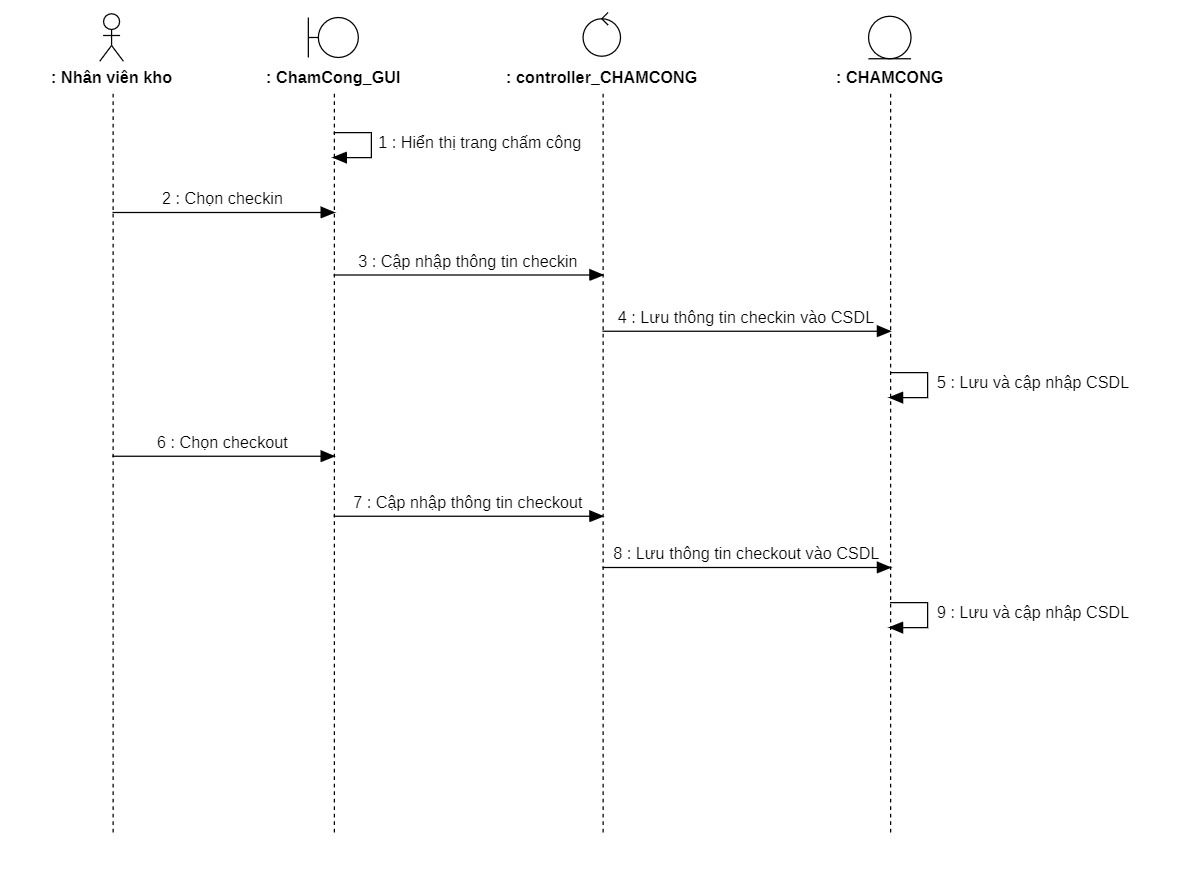 : Nhân viên kho
: ChamCong_GUI
: controller_CHAMCONG
: CHAMCONG
1 : Hiển thị trang chấm công
2 : Chọn checkin
3 : Cập nhập thông tin checkin
4 : Lưu thông tin checkin vào CSDL
5 : Lưu và cập nhập CSDL
6 : Chọn checkout
7 : Cập nhập thông tin checkout
8 : Lưu thông tin checkout vào CSDL
9 : Lưu và cập nhập CSDL